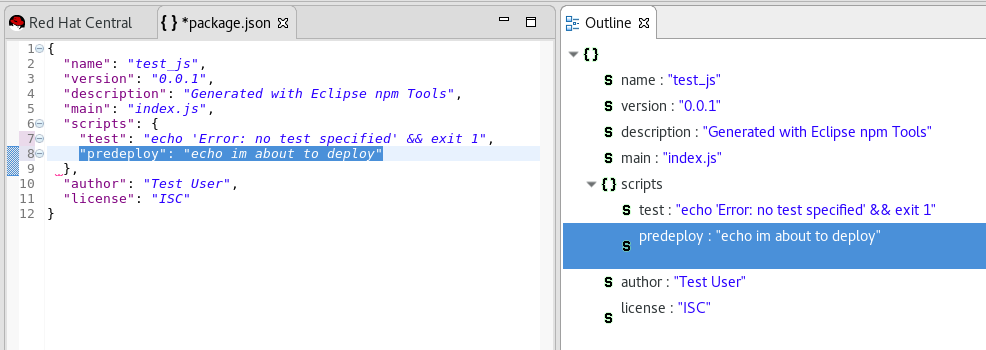 Red Hat Central
{ } *package.json
1 {
2 "name": "test_js",
3 "version": "0.0.1",
4 "description": "Generated with Eclipse npm Tools",
5 "main": "index.js",
6 "scripts": {
7 "test": "echo 'Error: no test specified' && exit 1",
8 "predeploy": "echo im about to deploy"
9 },
10 "author": "Test User",
11 "license": "ISC"
12 }
Outline
{ }
S name : "test_js"
S version : "0.0.1"
S description : "Generated with Eclipse npm Tools"
S main : "index.js"
{ } scripts
S test : "echo 'Error: no test specified' && exit 1"
S predeploy : "echo im about to deploy"
S author : "Test User"
S license : "ISC"